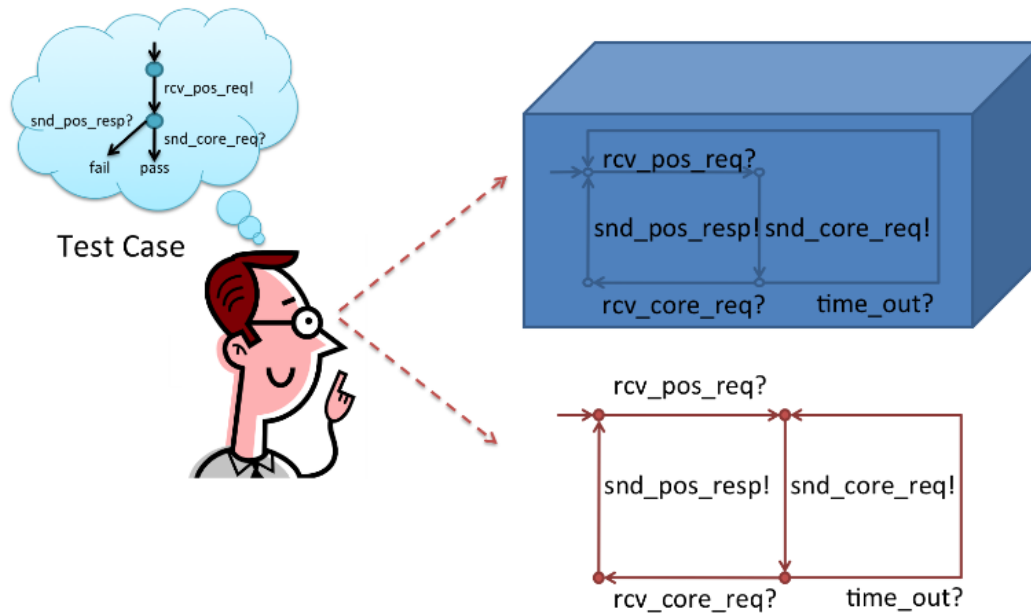 rcv_pos_req!
snd_pos_resp?
snd_core_req?
fail
pass
Test Case
rcv_pos_req?
snd_pos_resp!
snd_core_req!
rcv_core_req?
time_out?
rcv_pos_req?
snd_pos_resp!
snd_core_req!
rcv_core_req?
time_out?